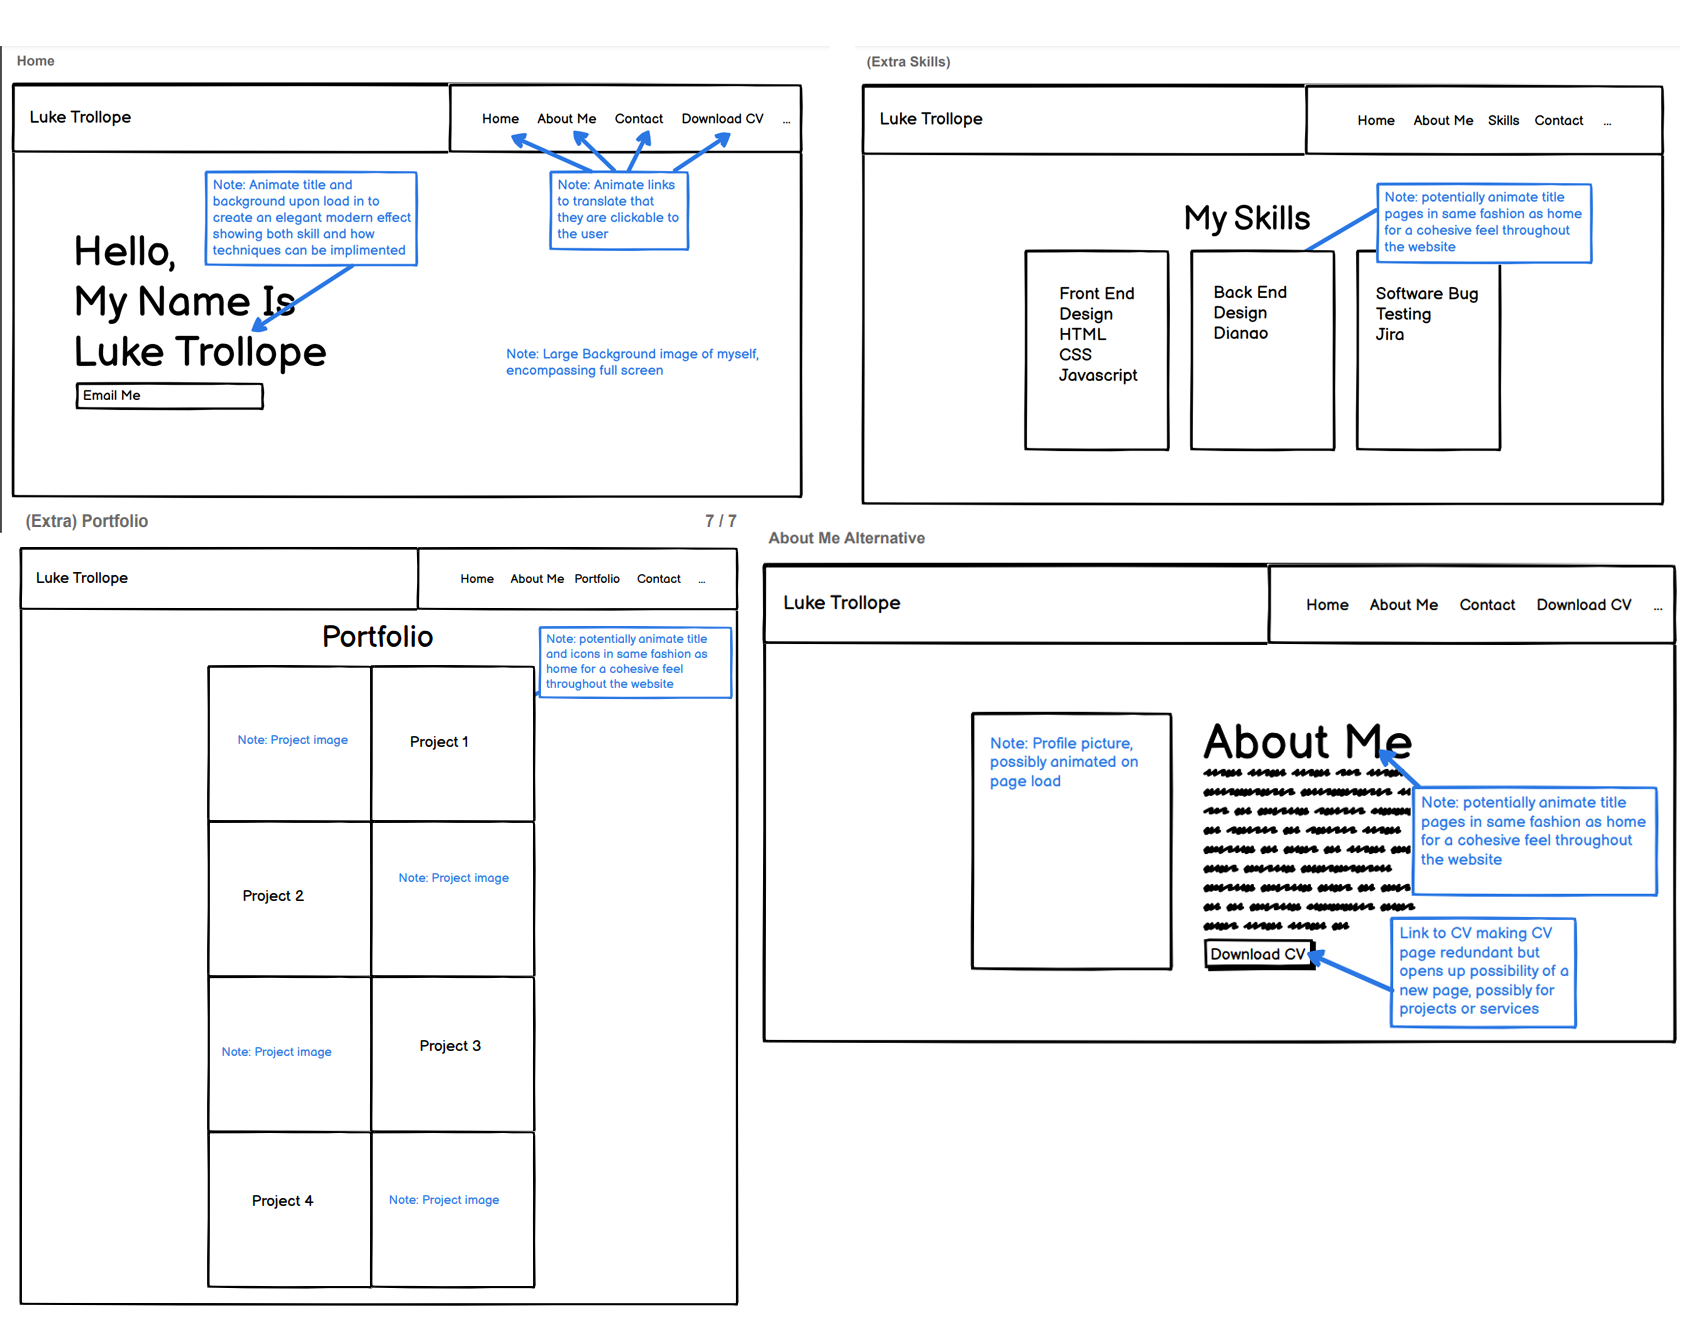 Home
Luke Trollope
Home About Me Contact Download CV ...
Note: Animate title and
background upon load in to
create an elegant modern effect
showing both skill and how
techniques can be implimented
Note: Animate links
to translate that
they are clickable to
the user
Hello,
My Name Is
Luke Trollope
Email Me
Note: Large Background image of myself,
encompassing full screen
(Extra Skills)
Luke Trollope
Home About Me Skills Contact ...
Note: potentially animate title
pages in same fashion as home
for a cohesive feel throughout
the website
My Skills
Front End
Design
HTML
CSS
Javascript
Back End
Design
Dianao
Software Bug
Testing
Jira
(Extra) Portfolio
7 / 7
Luke Trollope
Home About Me Portfolio Contact ...
Portfolio
Note: potentially animate title
and icons in same fashion as
home for a cohesive feel
throughout the website
Note: Project image
Project 1
Project 2
Note: Project image
Note: Project image
Project 3
Project 4
Note: Project image
About Me Alternative
Luke Trollope
Home About Me Contact Download CV ...
Note: Profile picture,
possibly animated on
page load
About Me
Note: potentially animate title
pages in same fashion as home
for a cohesive feel throughout
the website
Download CV
Link to CV making CV
page redundant but
opens up possibility of a
new page, possibly for
projects or services